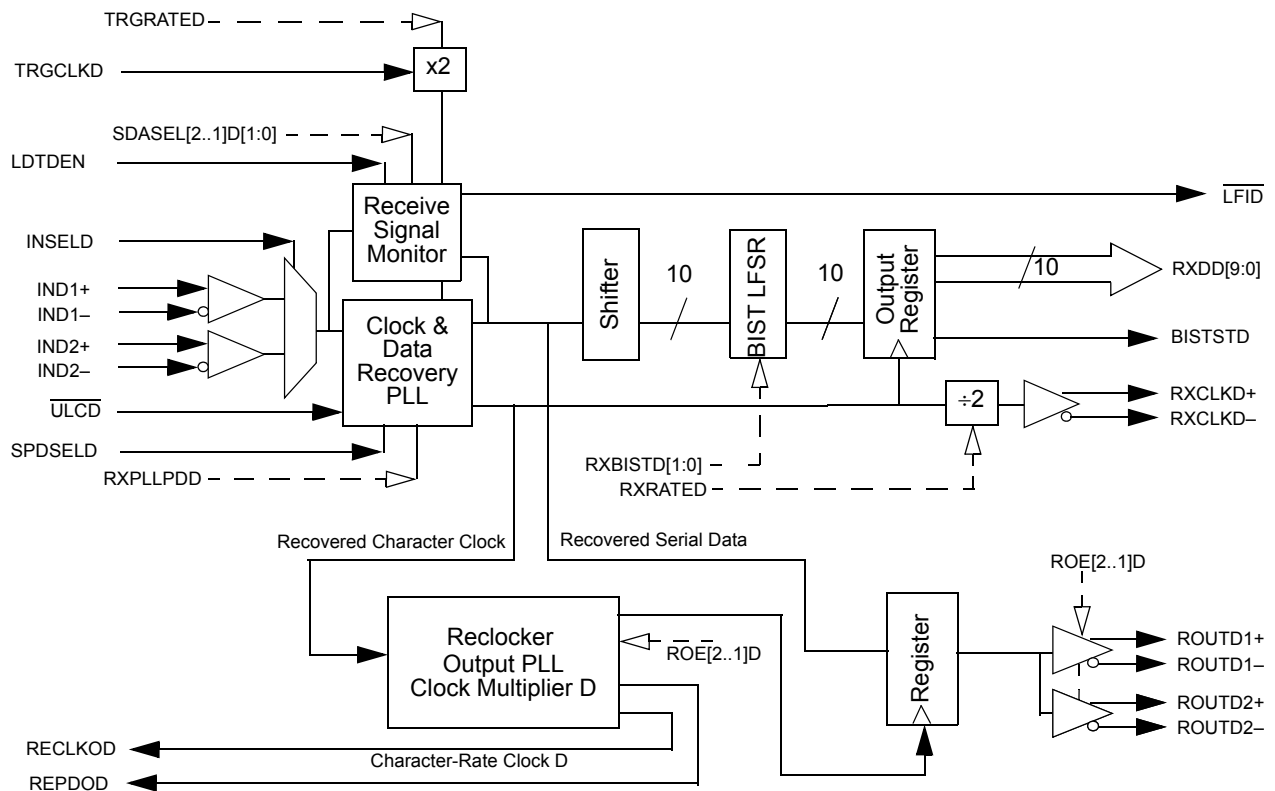 TRGRATED
TRGCLKD
x2
SDASEL[2..1]D[1:0]
LDTDEN
Receive
Signal
Monitor
LFID
INSELD
IND1+
IND1–
IND2+
IND2–
ULCD
SPDSELD
RXPLLPDD
Clock &
Data
Recovery
PLL
Shifter
10
BIST LFSR
10
Output
Register
10
RXDD[9:0]
BISTSTD
÷2
RXCLKD+
RXCLKD–
RXBISTD[1:0]
RXRATED
Recovered Character Clock
Recovered Serial Data
Reclocker
Output PLL
Clock Multiplier D
ROE[2..1]D
Register
ROE[2..1]D
ROUTD1+
ROUTD1–
ROUTD2+
ROUTD2–
RECLKOD
Character-Rate Clock D
REPDOD